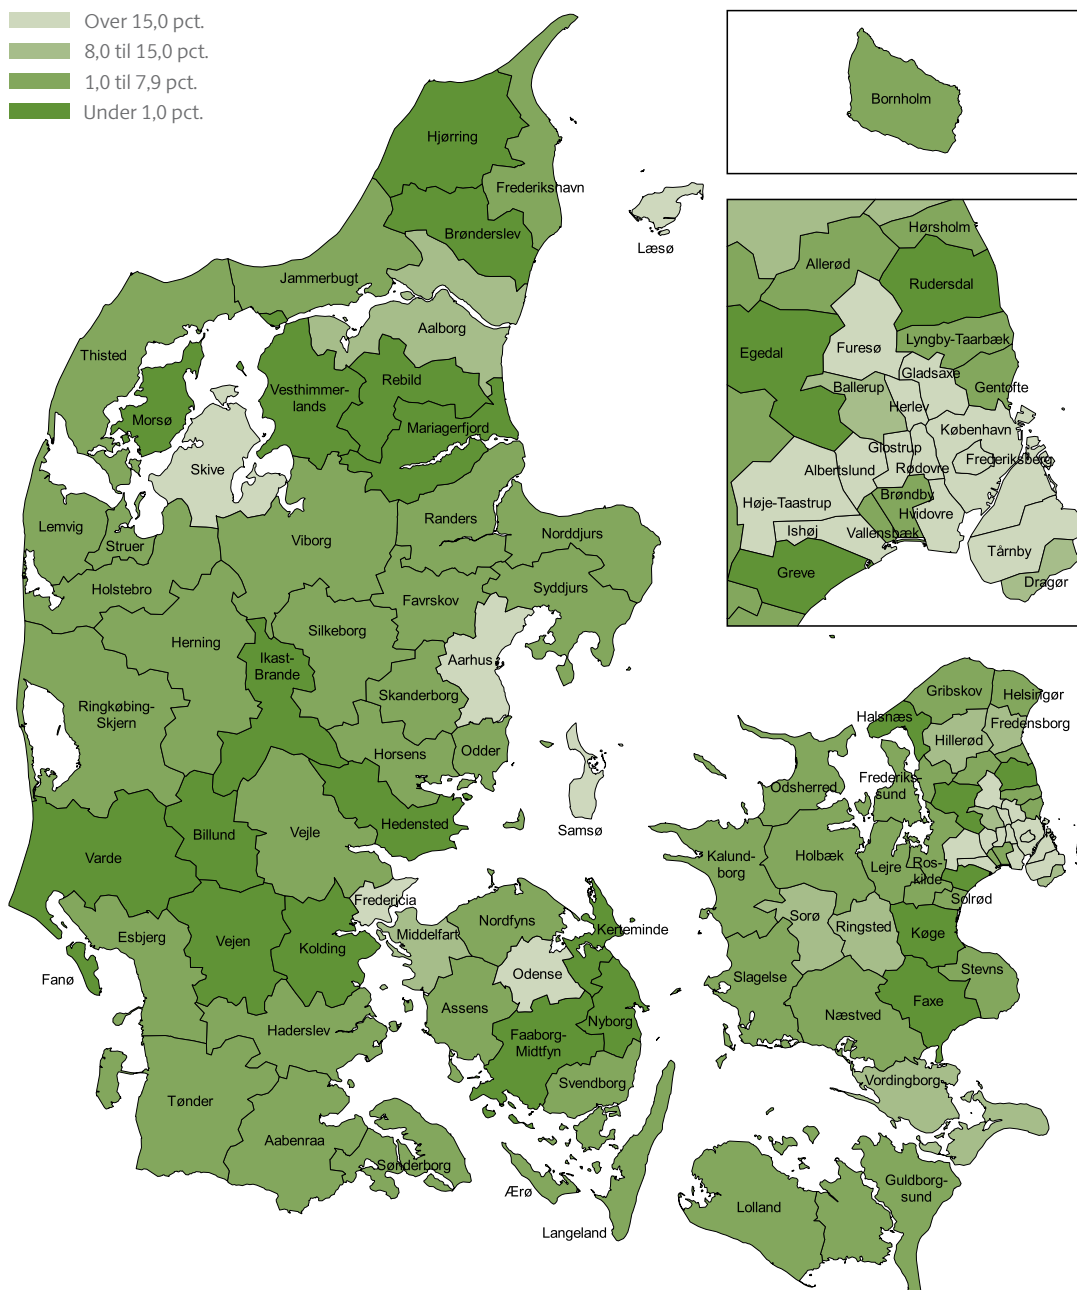 Over 15,0 pct.
8,0 til 15,0 pct.
1,0 til 7,9 pct.
Under 1,0 pct.
Bornholm
Hjørring
Frederikshavn
Brønderslev
Læsø
Jammerbugt
Aalborg
Thisted
Vesthimmer-
lands
Rebild
Morsø
Mariagerfjord
Skive
Lemvig
Struer
Viborg
Randers
Norddjurs
Holstebro
Favrskov
Syddjurs
Herning
Silkeborg
Ikast-
Brande
Aarhus
Skanderborg
Ringkøbing-
Skjern
Horsens
Odder
Samsø
Hedensted
Billund
Vejle
Varde
Fredericia
Esbjerg
Vejen
Kolding
Fanø
Haderslev
Tønder
Aabenraa
Sønderborg
Middelfart
Nordfyns
Kerteminde
Odense
Assens
Nyborg
Faaborg-
Midtfyn
Svendborg
Ærø
Langeland
Hørsholm
Allerød
Rudersdal
Egedal
Furesø
Lyngby-Taarbæk
Gladsaxe
Gentofte
Ballerup
Herlev
København
Glostrup
Frederiksberg
Albertslund
Rødovre
Høje-Taastrup
Brøndby
Hvidovre
Ishøj
Vallensbæk
Tårnby
Greve
Dragør
Gribskov
Helsingør
Halsnæs
Fredensborg
Hillerød
Odsherred
Frederiks-
sund
Kalund-
borg
Holbæk
Lejre
Ros-
kilde
Solrød
Sorø
Ringsted
Køge
Slagelse
Stevns
Næstved
Faxe
Vordingborg
Guldborg-
sund
Lolland